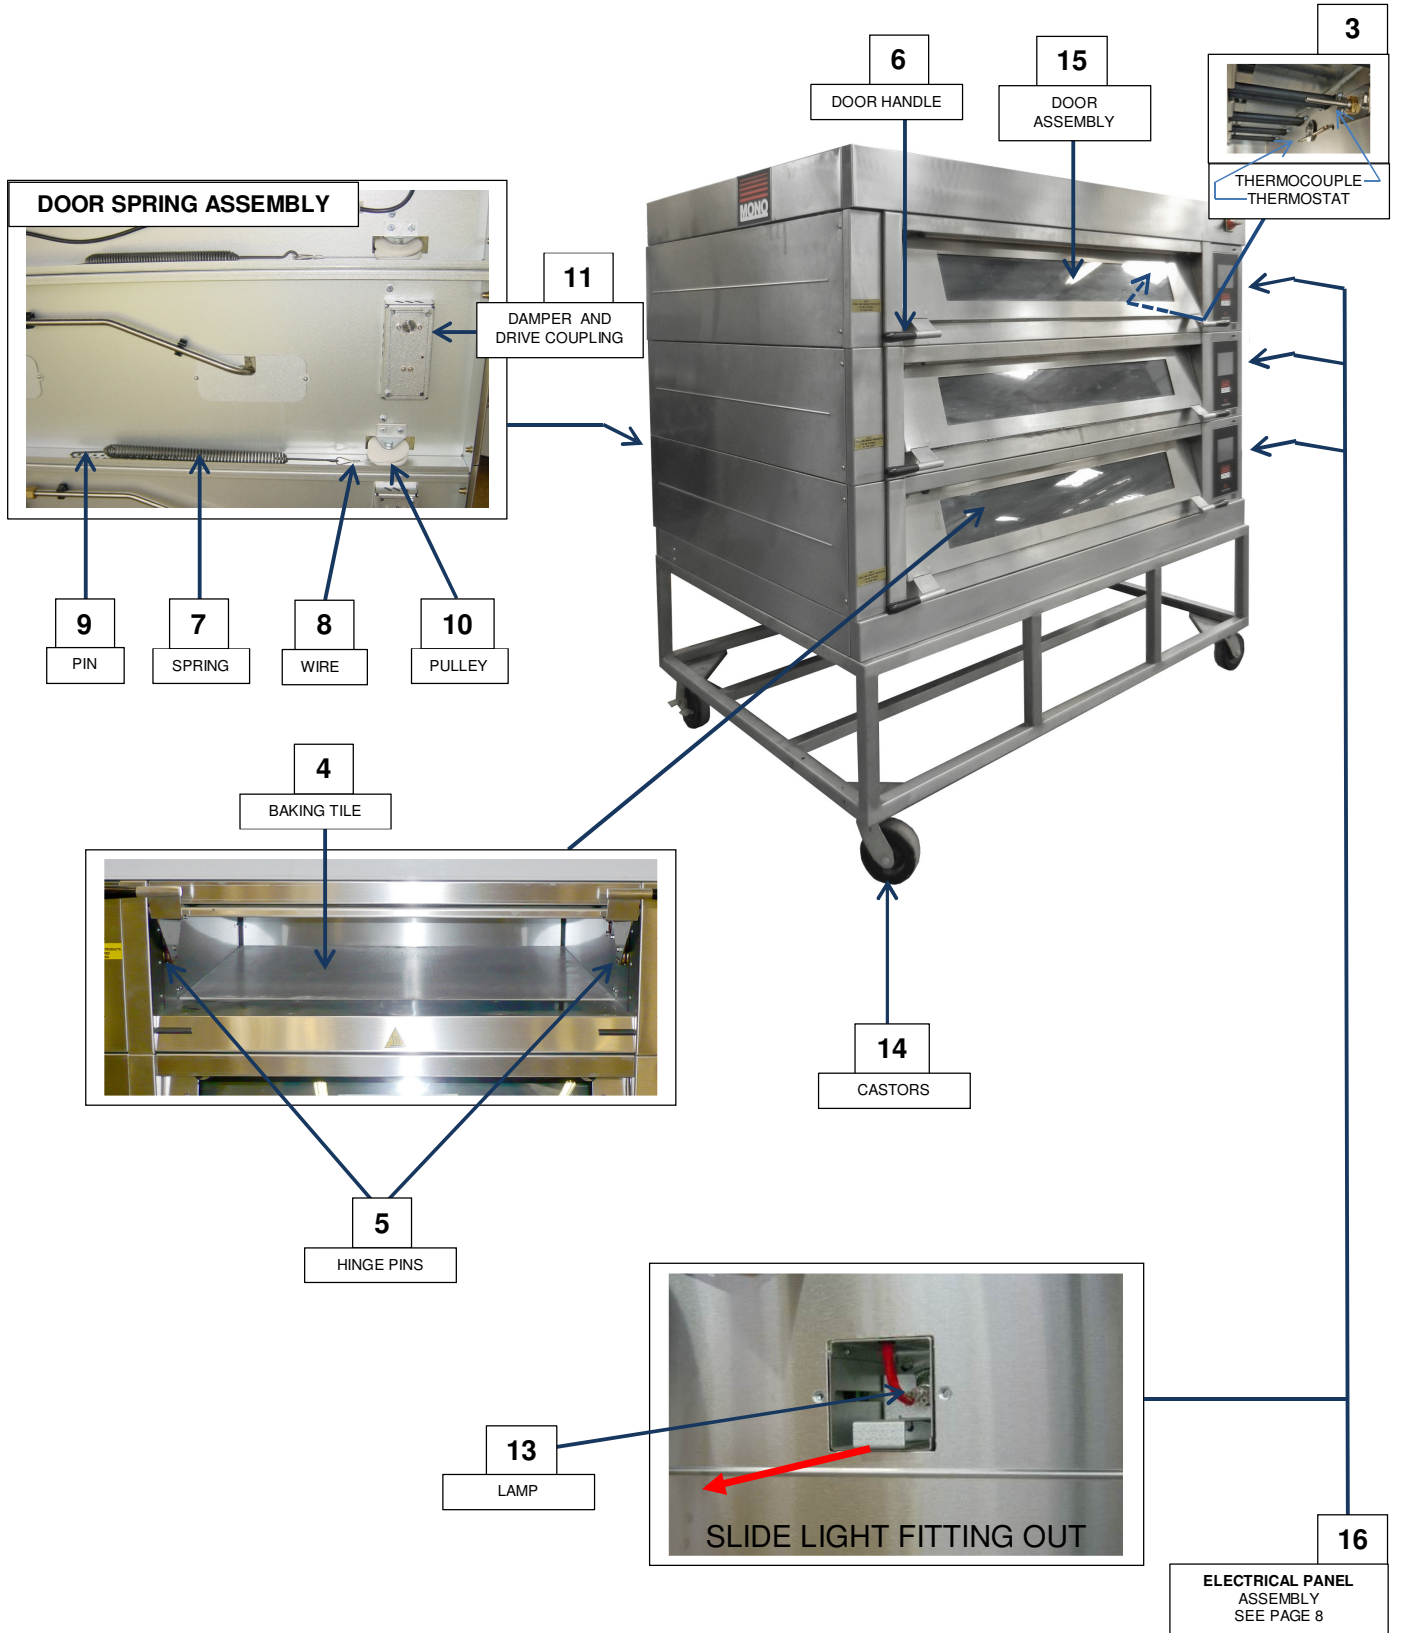 3
6
DOOR HANDLE
15
DOOR
ASSEMBLY
THERMOCOUPLE
THERMOSTAT
DOOR SPRING ASSEMBLY
MONO
11
DAMPER AND
DRIVE COUPLING
9
PIN
7
SPRING
8
WIRE
10
PULLEY
4
BAKING TILE
14
CASTORS
5
HINGE PINS
13
LAMP
SLIDE LIGHT FITTING OUT
16
ELECTRICAL PANEL
ASSEMBLY
SEE PAGE 8